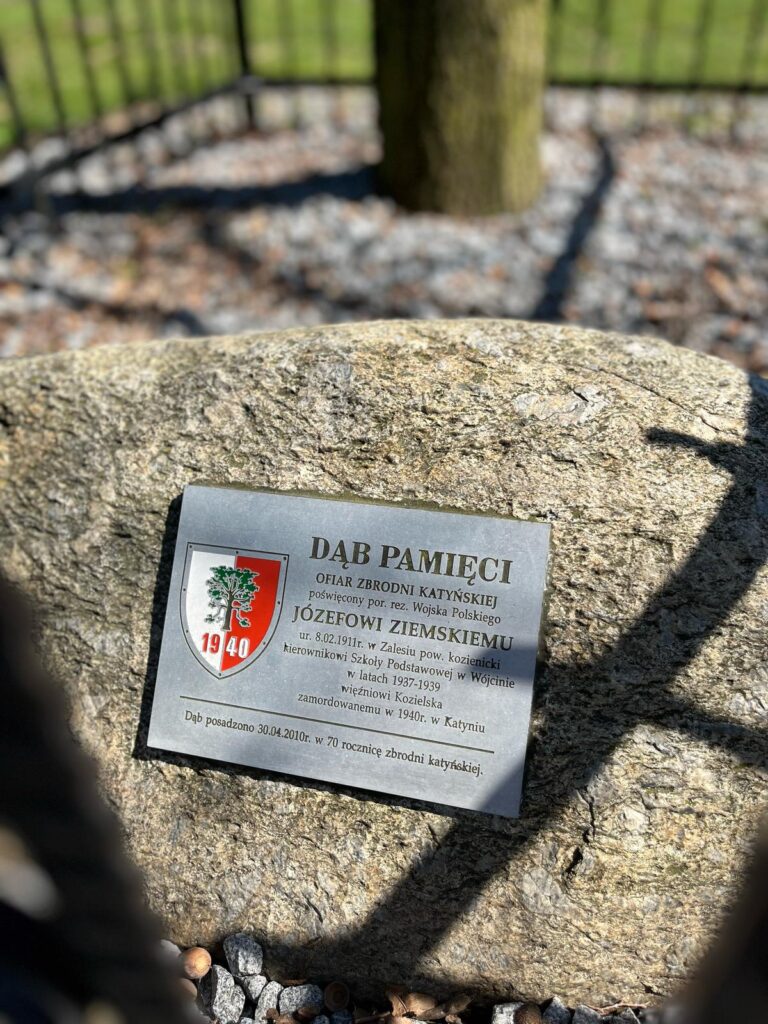 DĄB PAMIĘCI
OFIAR ZBRODNI KATYŃSKIEJ
poświęcony por. rez. Wojska Polskiego
JÓZEFOWI ZIEMSKIEMU
ur. 8.02.1911r. w Zalesiu pow. kozienicki
kierownikowi Szkoły Podstawowej w Wójcinie
w latach 1937-1939
więźniowi Kozielska
zamordowanemu w 1940r. w Katyniu
1940
Dąb posadzono 30.04.2010r. w 70 rocznicę zbrodni katyńskiej.